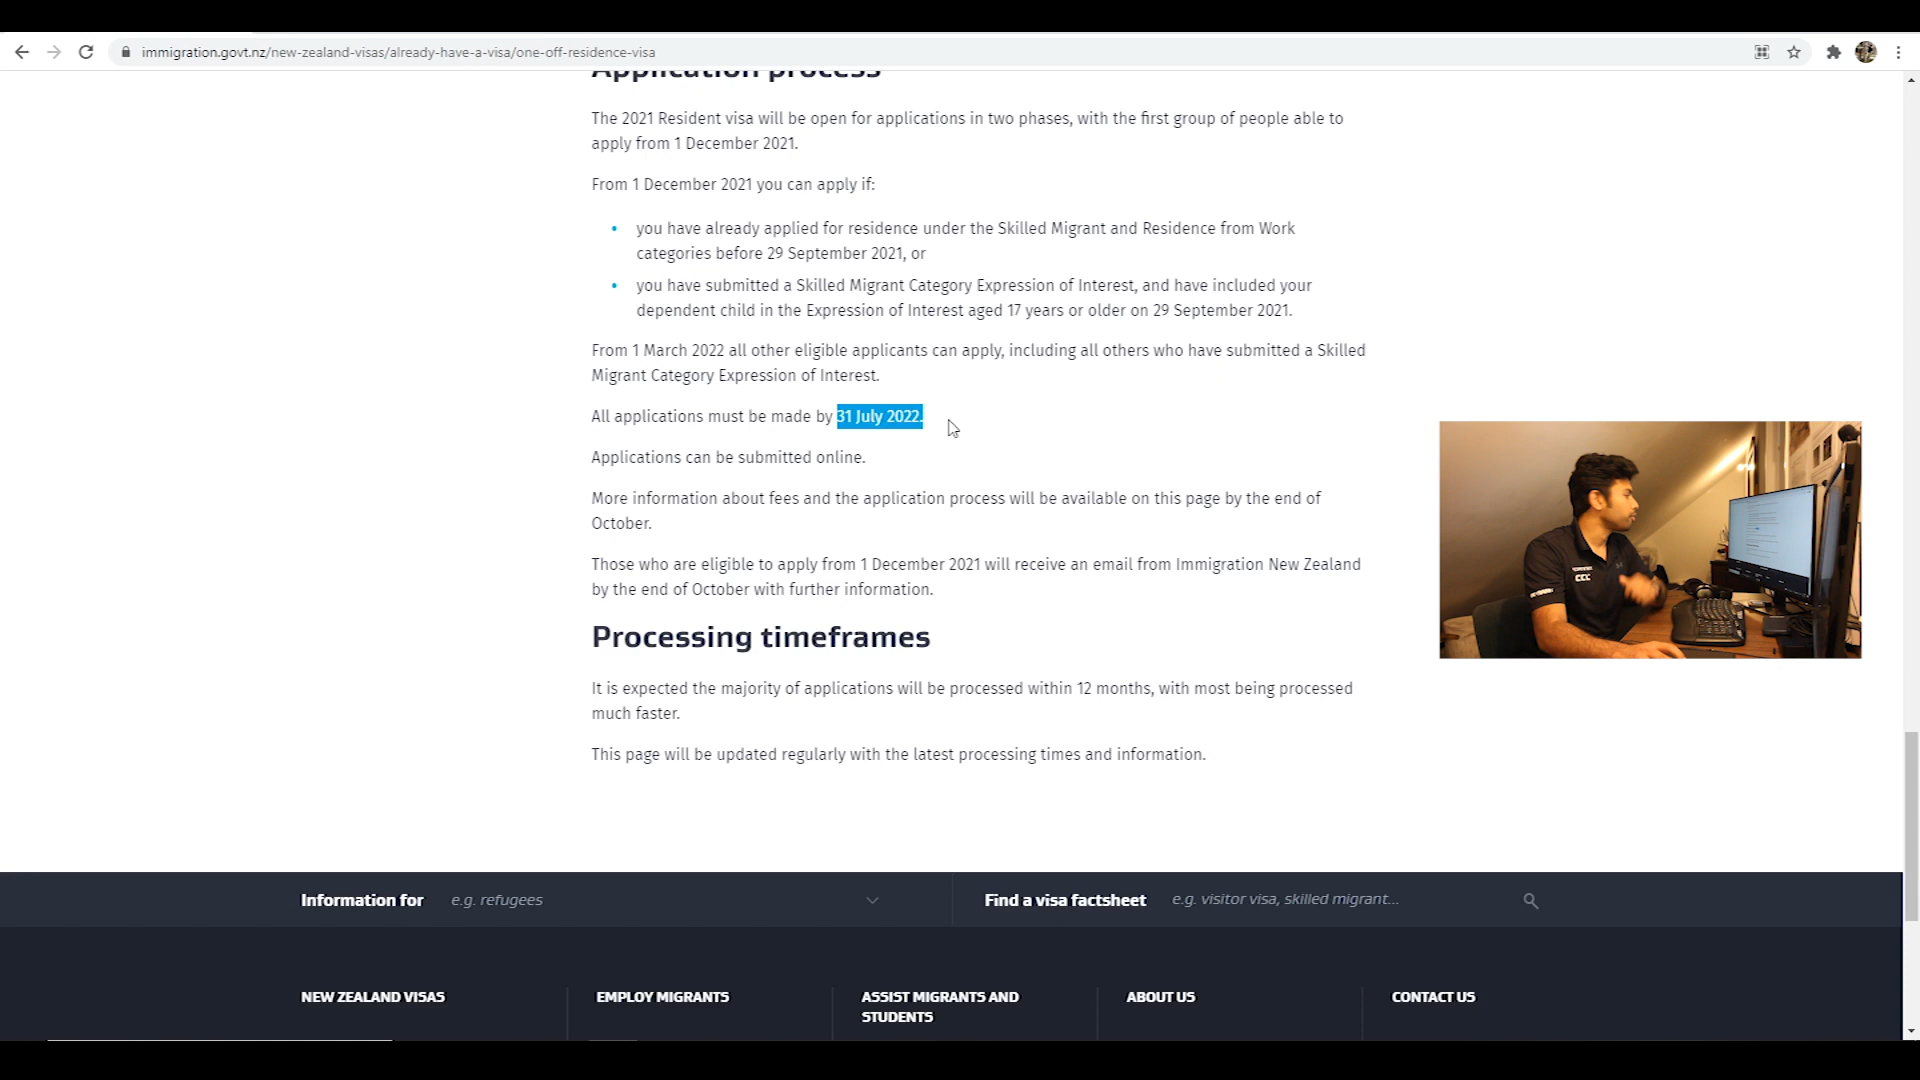 immigration.govt.nz/new-zealand-visas/already-have-a-visa/one-off-residence-visa
Application process
The 2021 Resident visa will be open for applications in two phases, with the first group of people able to
apply from 1 December 2021.
From 1 December 2021 you can apply if:
you have already applied for residence under the Skilled Migrant and Residence from Work
categories before 29 September 2021, or
you have submitted a Skilled Migrant Category Expression of Interest, and have included your
dependent child in the Expression of Interest aged 17 years or older on 29 September 2021.
From 1 March 2022 all other eligible applicants can apply, including all others who have submitted a Skilled
Migrant Category Expression of Interest.
All applications must be made by 31 July 2022.
Applications can be submitted online.
More information about fees and the application process will be available on this page by the end of
October.
Those who are eligible to apply from 1 December 2021 will receive an email from Immigration New Zealand
by the end of October with further information.
Processing timeframes
It is expected the majority of applications will be processed within 12 months, with most being processed
much faster.
This page will be updated regularly with the latest processing times and information.
Information for e.g. refugees
Find a visa factsheet e.g. visitor visa, skilled migrant...
NEW ZEALAND VISAS
EMPLOY MIGRANTS
ASSIST MIGRANTS AND
STUDENTS
ABOUT US
CONTACT US
CCC